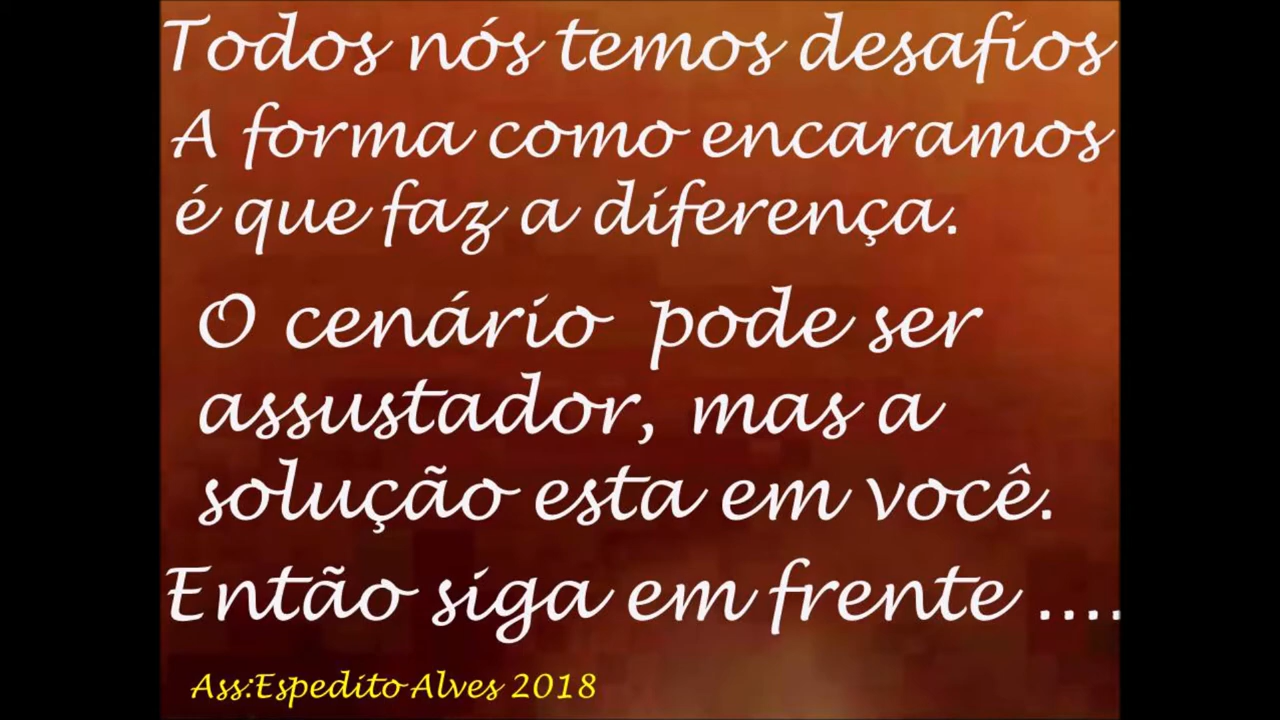 Todos nós temos desafios
A forma como encaramos
é que faz a diferença.
O cenário pode ser
assustador, mas a
solução esta em você.
Então siga em frente ....
Ass:Espedito Alves 2018